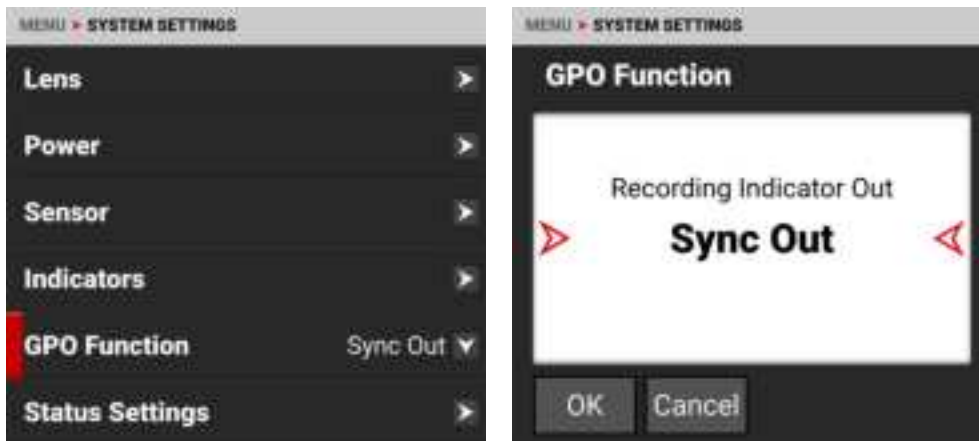 MENU ► SYSTEM SETTINGS
Lens
Power
Sensor
Indicators
GPO Function Sync Out
Status Settings
MENU ► SYSTEM SETTINGS
GPO Function
Recording Indicator Out
Sync Out
OK Cancel